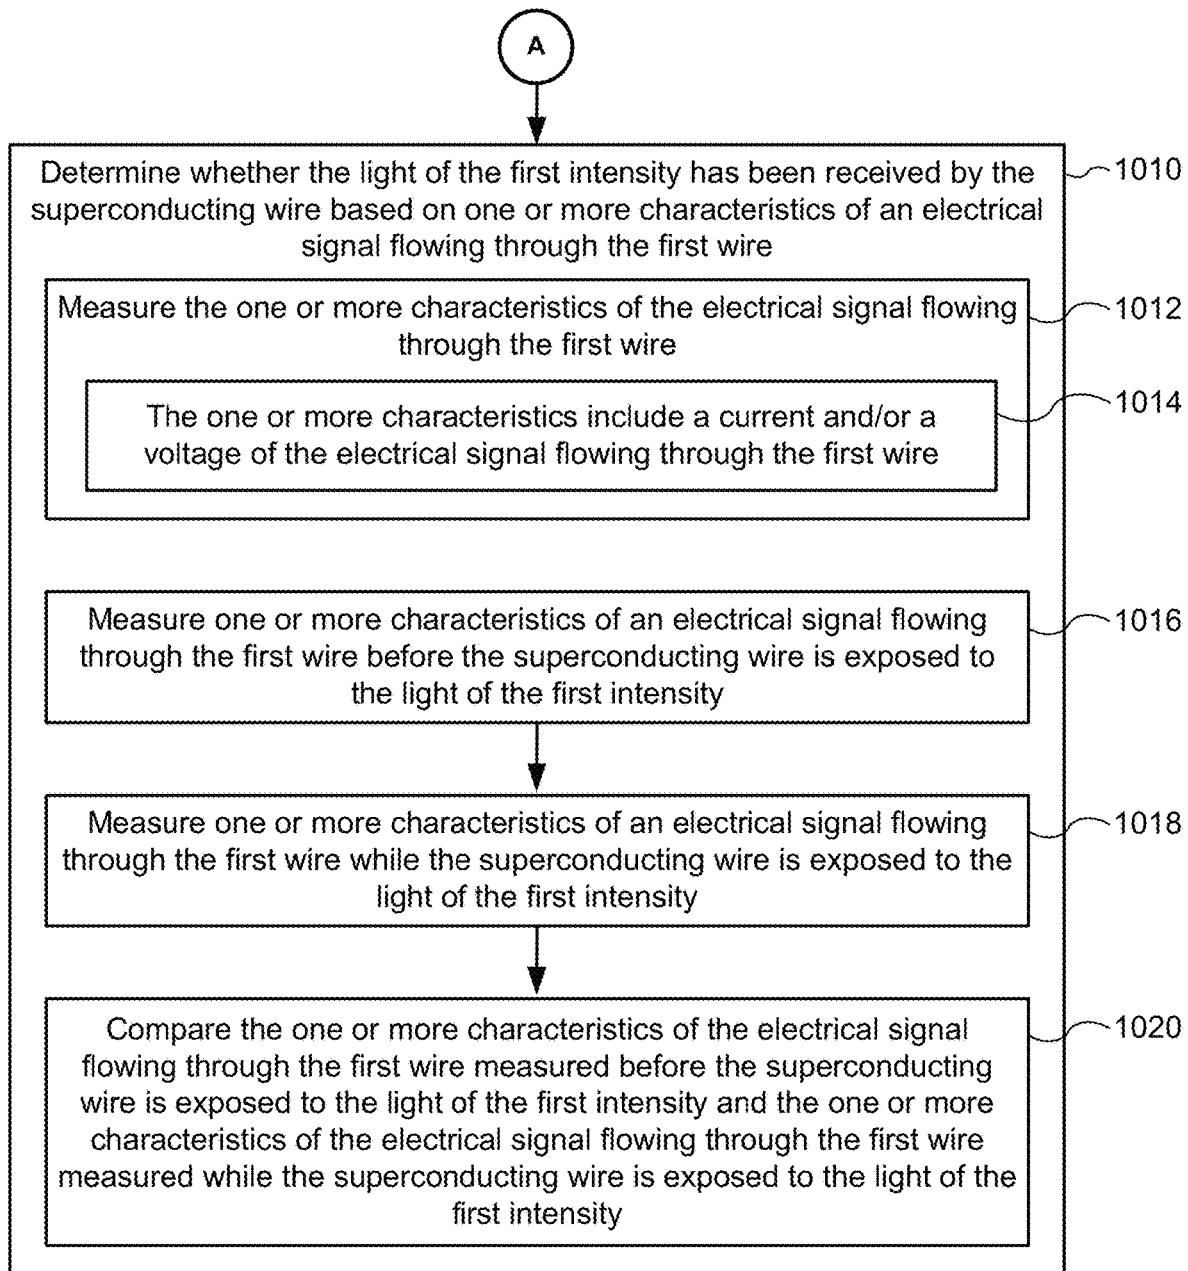 A
Determine whether the light of the first intensity has been received by the
superconducting wire based on one or more characteristics of an electrical
signal flowing through the first wire
1010
Measure the one or more characteristics of the electrical signal flowing
through the first wire
1012
The one or more characteristics include a current and/or a
voltage of the electrical signal flowing through the first wire
1014
Measure one or more characteristics of an electrical signal flowing
through the first wire before the superconducting wire is exposed to
the light of the first intensity
1016
Measure one or more characteristics of an electrical signal flowing
through the first wire while the superconducting wire is exposed to the
light of the first intensity
1018
Compare the one or more characteristics of the electrical signal
flowing through the first wire measured before the superconducting
wire is exposed to the light of the first intensity and the one or more
characteristics of the electrical signal flowing through the first wire
measured while the superconducting wire is exposed to the light of the
first intensity
1020